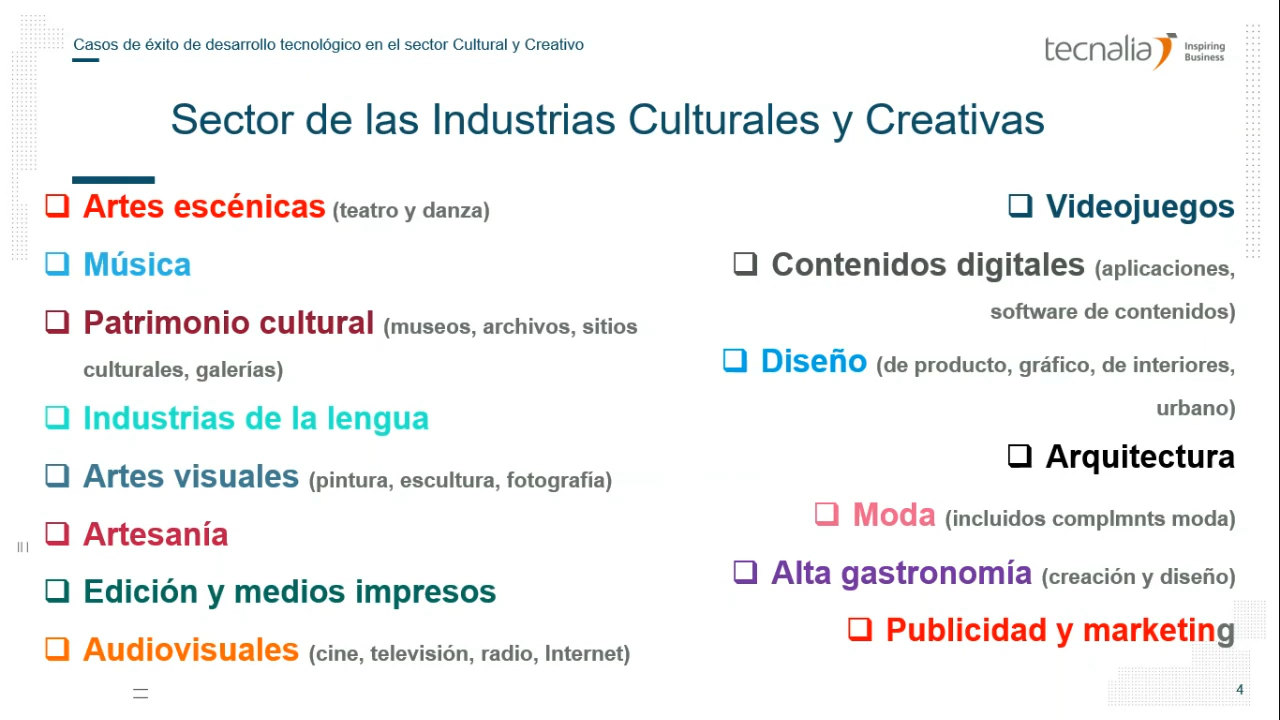 Casos de éxito de desarrollo tecnológico en el sector Cultural y Creativo
tecnalia Inspiring
Business
Sector de las Industrias Culturales y Creativas
❑ Artes escénicas (teatro y danza)
❑ Música
❑ Patrimonio cultural (museos, archivos, sitios
culturales, galerías)
❑ Industrias de la lengua
❑ Artes visuales (pintura, escultura, fotografía)
❑ Artesanía
❑ Edición y medios impresos
❑ Audiovisuales (cine, televisión, radio, Internet)
❑ Videojuegos
❑ Contenidos digitales (aplicaciones,
software de contenidos)
❑ Diseño (de producto, gráfico, de interiores,
urbano)
❑ Arquitectura
❑ Moda (incluidos complmnts moda)
❑ Alta gastronomía (creación y diseño)
❑ Publicidad y marketing
4